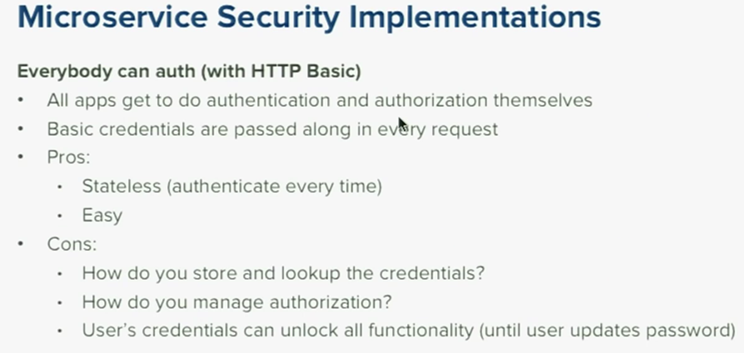 Microservice Security Implementations
Everybody can auth (with HTTP Basic)
• All apps get to do authentication and authorization themselves
• Basic credentials are passed along in every request
• Pros:
• Stateless (authenticate every time)
• Easy
• Cons:
• How do you store and lookup the credentials?
• How do you manage authorization?
• User's credentials can unlock all functionality (until user updates password)